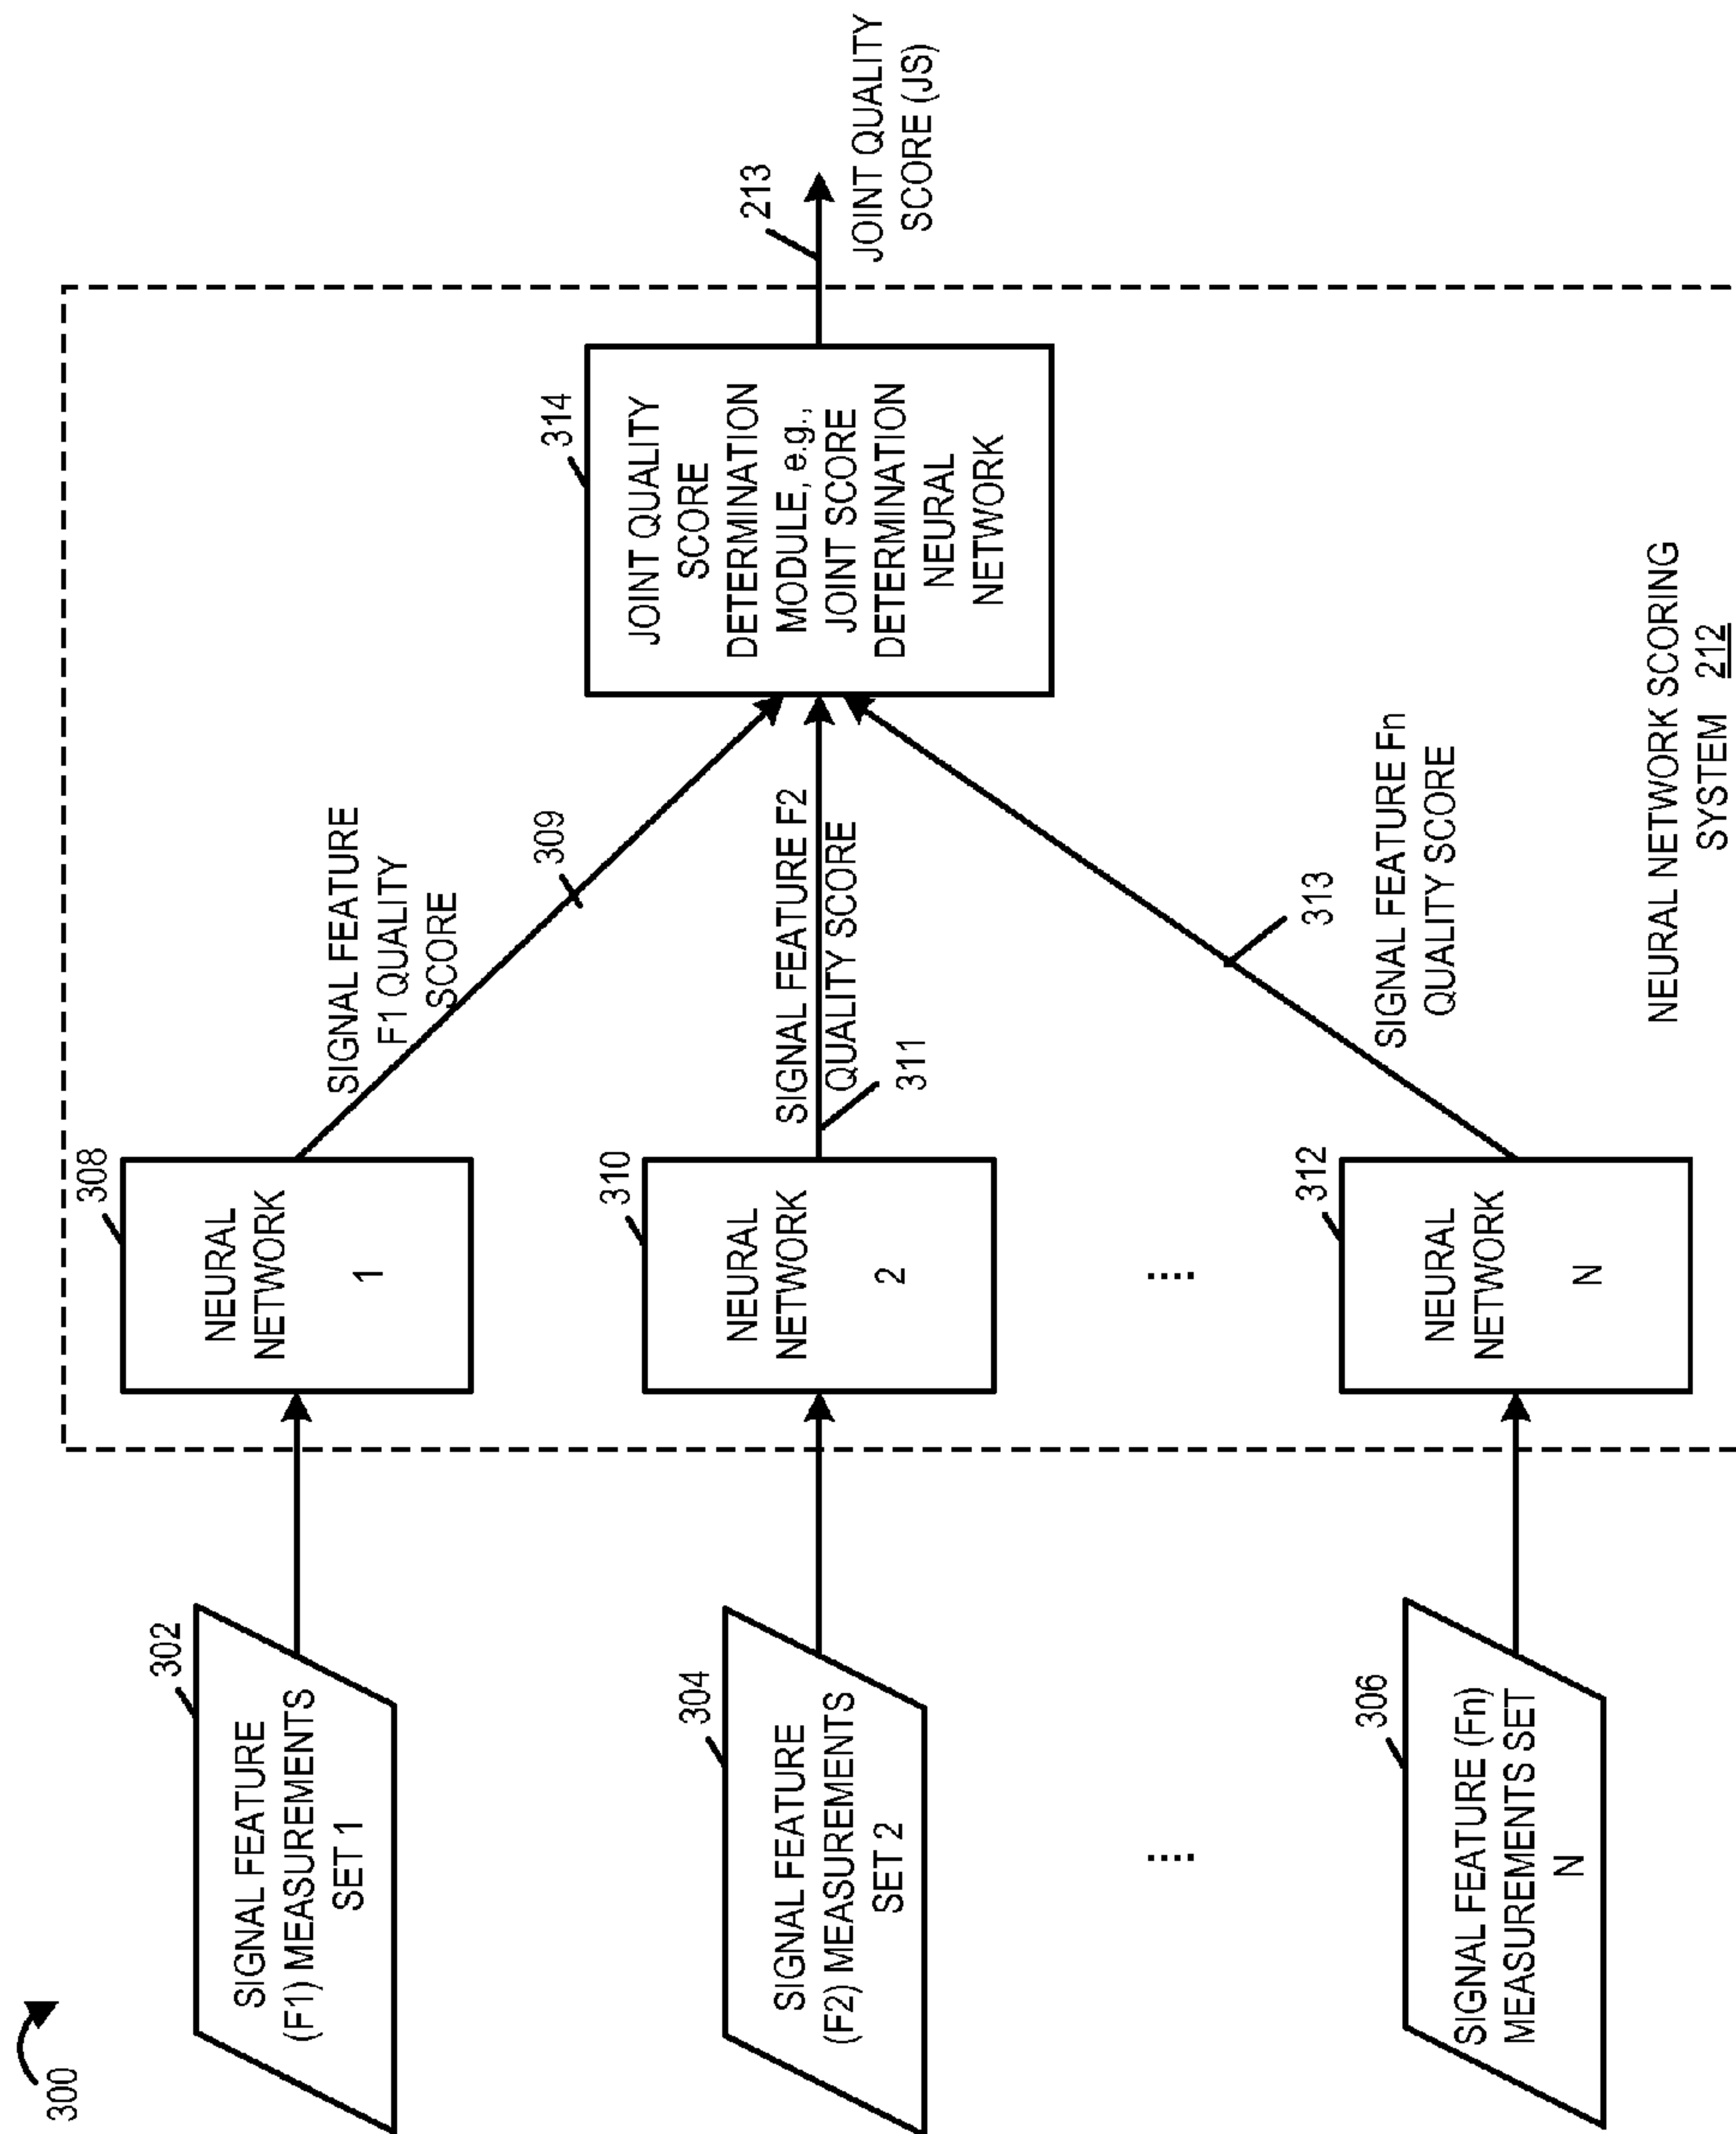 300
302
SIGNAL FEATURE
(F1) MEASUREMENTS
SET 1
304
SIGNAL FEATURE
(F2) MEASUREMENTS
SET 2
....
306
SIGNAL FEATURE (Fn)
MEASUREMENTS SET
N
308
NEURAL
NETWORK
1
310
NEURAL
NETWORK
2
....
312
NEURAL
NETWORK
N
SIGNAL FEATURE
F1 QUALITY
SCORE
309
SIGNAL FEATURE F2
QUALITY SCORE
311
313
SIGNAL FEATURE Fn
QUALITY SCORE
314
JOINT QUALITY
SCORE
DETERMINATION
MODULE, e.g.,
JOINT SCORE
DETERMINATION
NEURAL
NETWORK
NEURAL NETWORK SCORING
SYSTEM 212
213
JOINT QUALITY
SCORE (JS)